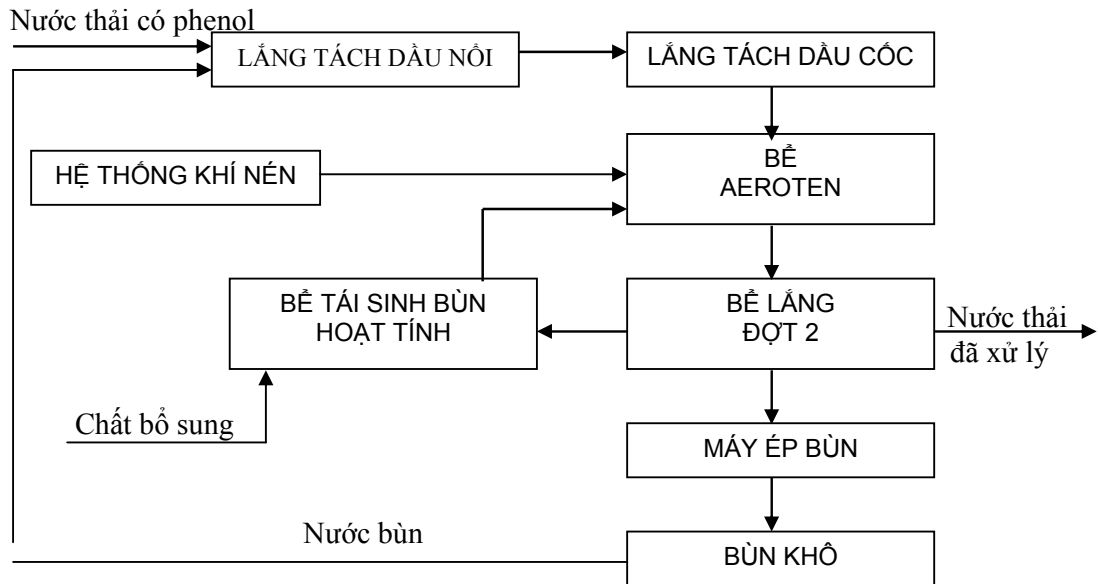 Nước thải có phenol
LẮNG TÁCH DẦU NỔI
LẮNG TÁCH DẦU CỐC
HỆ THỐNG KHÍ NÉN
BỂ
AEROTEN
BỂ TÁI SINH BÙN
HOẠT TÍNH
BỂ LẮNG
ĐỢT 2
Nước thải
đã xử lý
Chất bổ sung
MÁY ÉP BÙN
Nước bùn
BÙN KHÔ